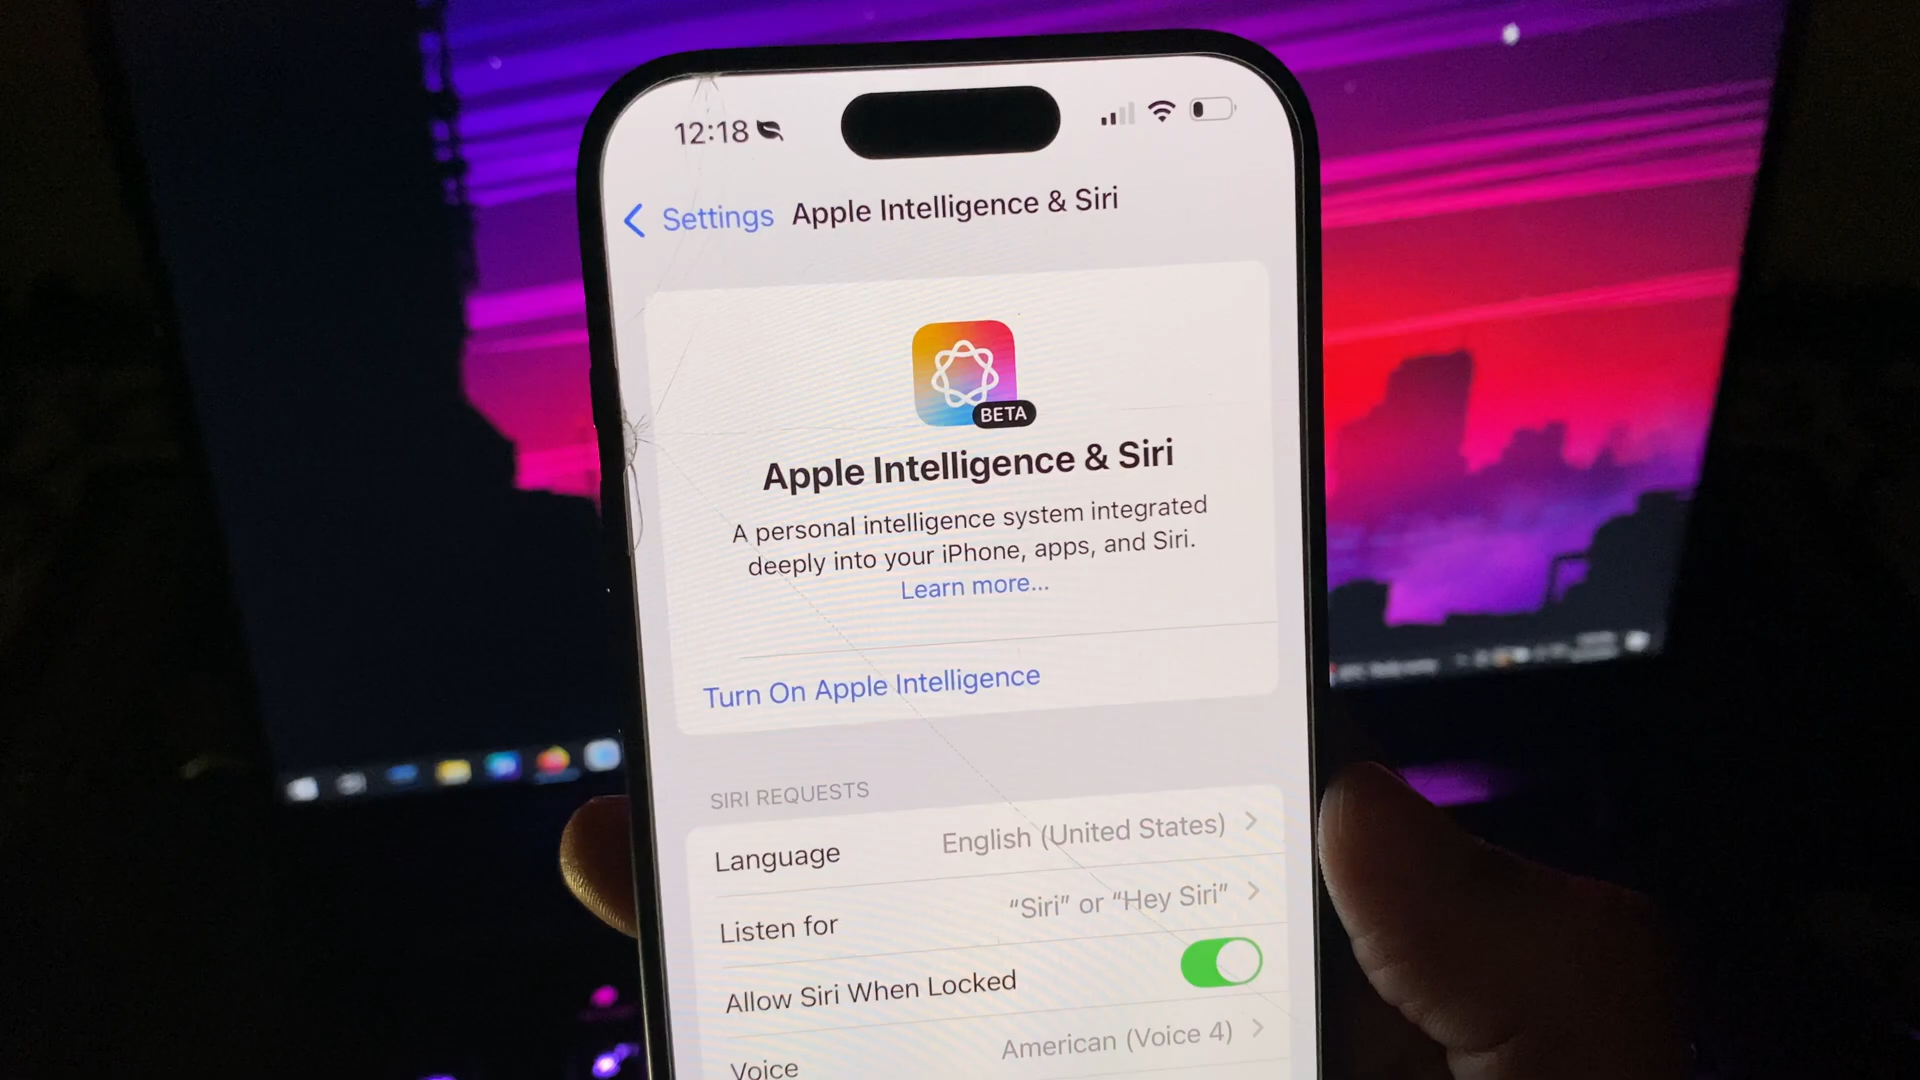 12:18
Settings Apple Intelligence & Siri
BETA
Apple Intelligence & Siri
A personal intelligence system integrated
deeply into your iPhone, apps, and Siri.
Learn more...
Turn On Apple Intelligence
SIRI REQUESTS
Language English (United States)
Listen for “Siri” or “Hey Siri”
Allow Siri When Locked
Voice American (Voice 4)